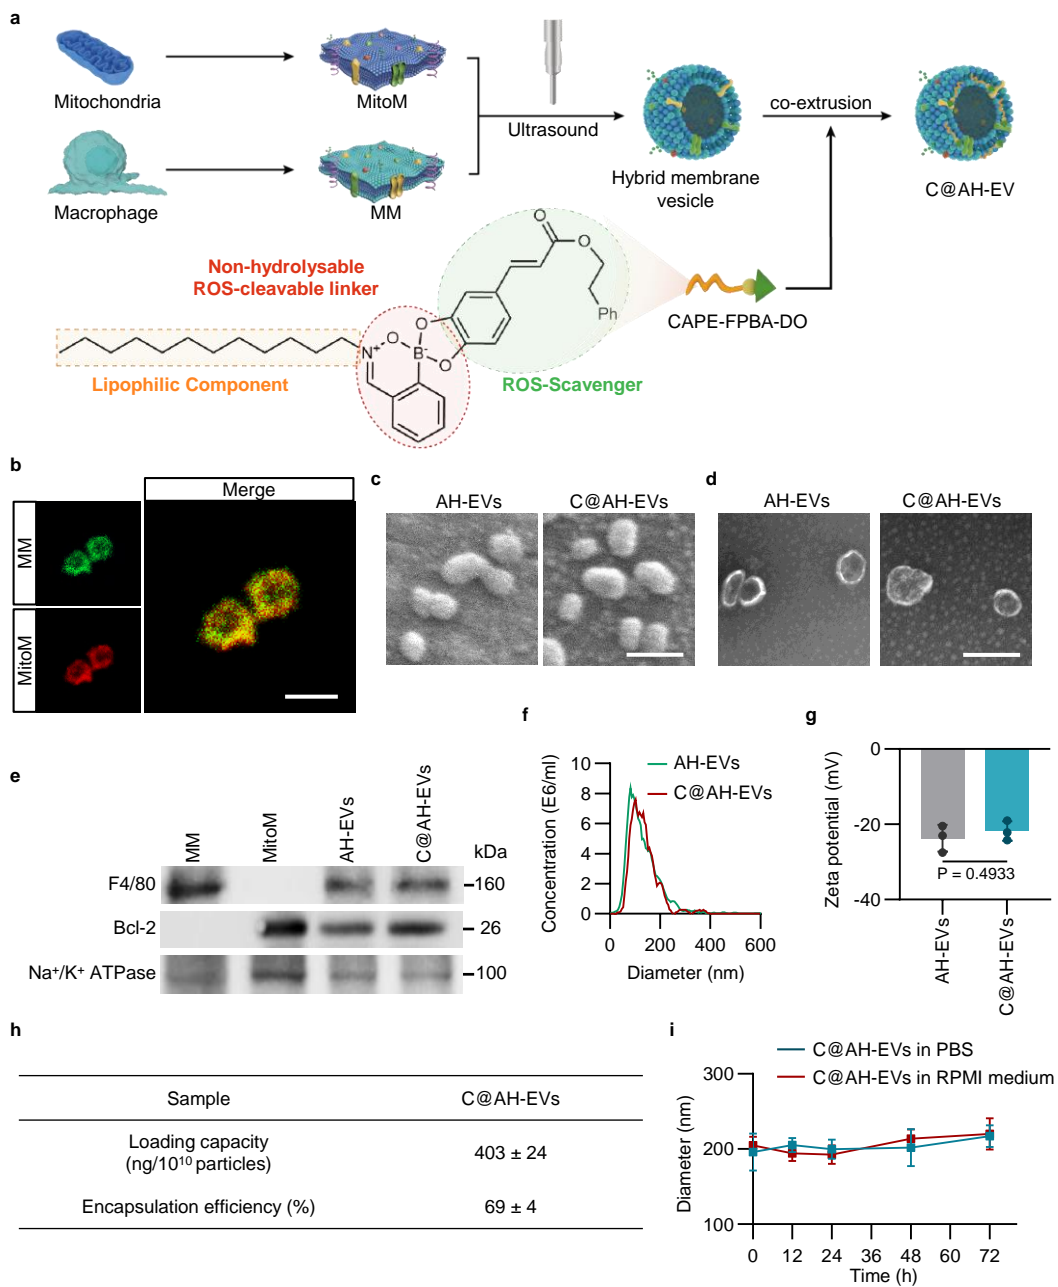 a
Mitochondria
MitoM
Macrophage
MM
Ultrasound
Hybrid membrane
vesicle
co-extrusion
C@AH-EV
Non-hydrolysable
ROS-cleavable linker
Lipophilic Component
ROS-Scavenger
CAPE-FPBA-DO
O
O
Ph
O
O
O
B-
N+
b
MM
MitoM
Merge
c
AH-EVs
C@AH-EVs
d
AH-EVs
C@AH-EVs
e
MM
MitoM
AH-EVs
C@AH-EVs
kDa
F4/80
160
Bcl-2
26
Na+/K+ ATPase
100
f
AH-EVs
C@AH-EVs
Concentration (E6/ml)
10
8
6
4
2
0
0 200 400 600
Diameter (nm)
g
Zeta potential (mV)
0
-20
-40
P = 0.4933
AH-EVs
C@AH-EVs
h
Sample C@AH-EVs
Loading capacity
(ng/10¹⁰ particles)
403 ± 24
Encapsulation efficiency (%) 69 ± 4
i
C@AH-EVs in PBS
C@AH-EVs in RPMI medium
Diameter (nm)
300
200
100
0 12 24 36 48 60 72
Time (h)